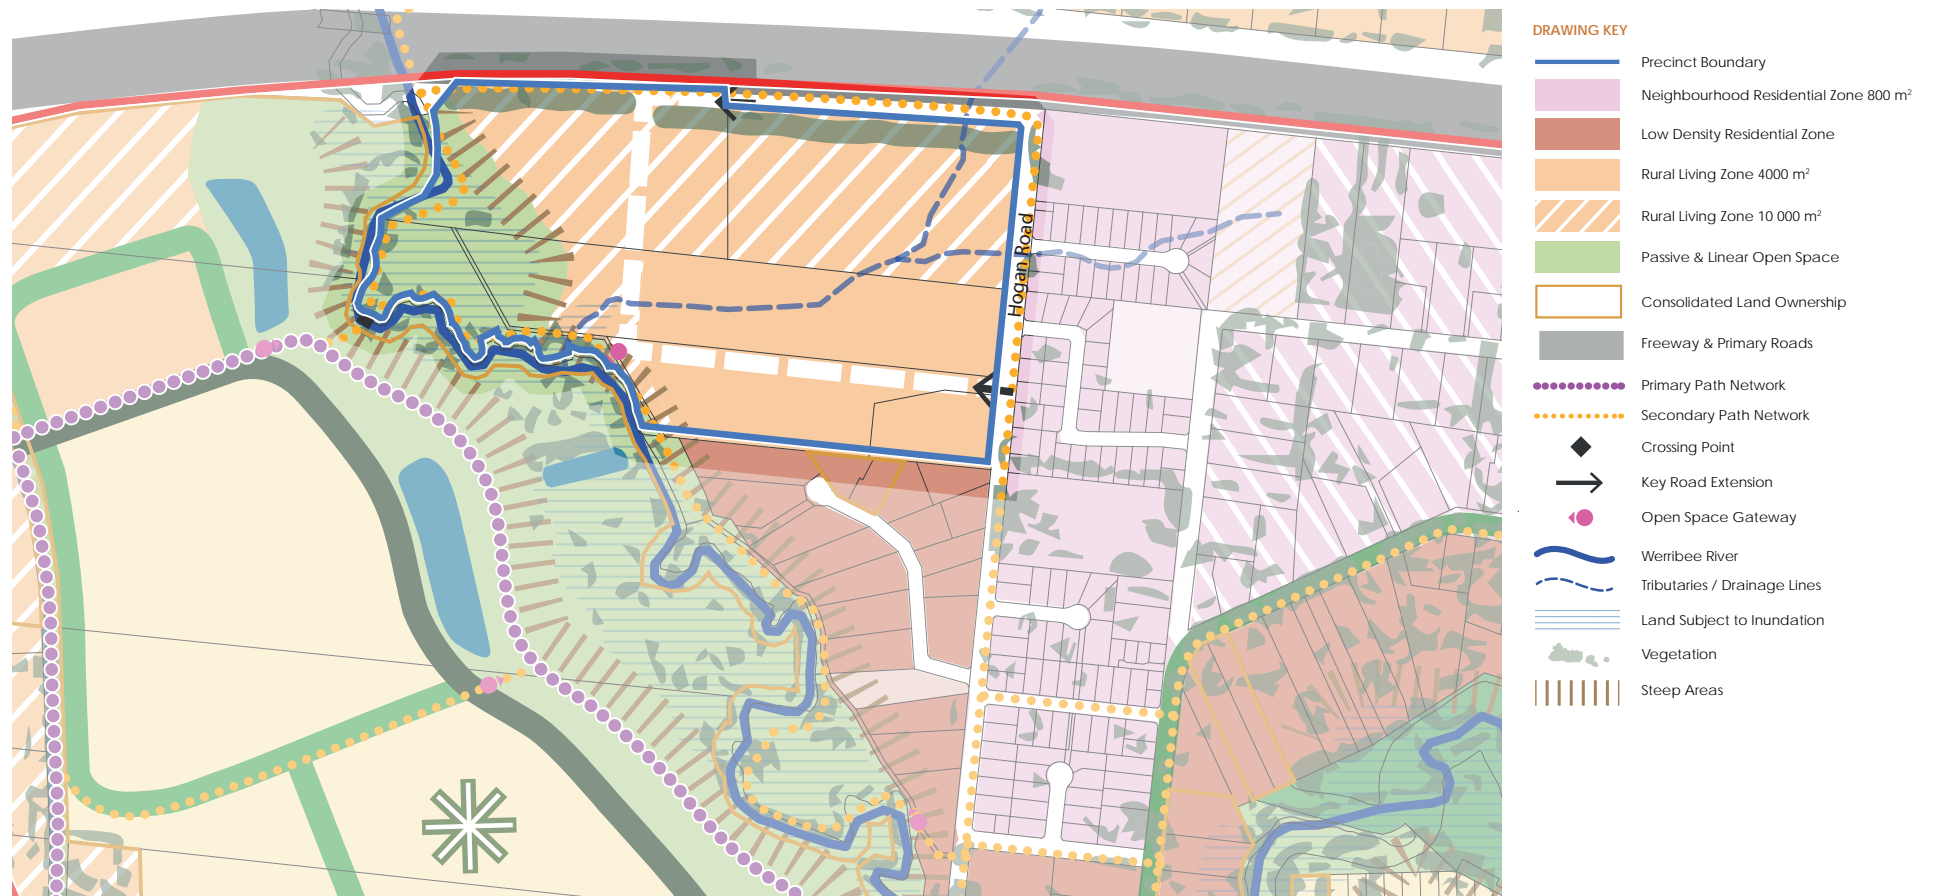 DRAWING KEY
Precinct Boundary
Neighbourhood Residential Zone 800 m²
Low Density Residential Zone
Rural Living Zone 4000 m²
Rural Living Zone 10 000 m²
Passive & Linear Open Space
Consolidated Land Ownership
Freeway & Primary Roads
Primary Path Network
Secondary Path Network
Crossing Point
Key Road Extension
Open Space Gateway
Werribee River
Tributaries / Drainage Lines
Land Subject to Inundation
Vegetation
Steep Areas
Hogan Road